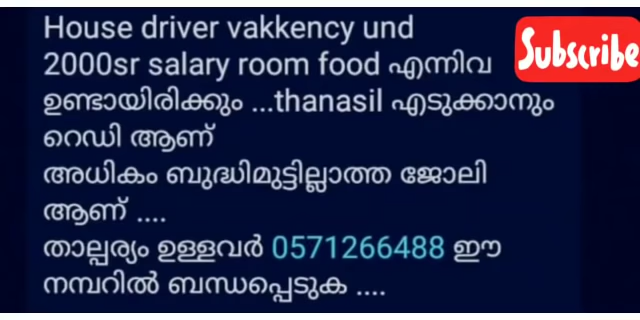 House driver vakkency und
2000sr salary room food എന്നിവ
ഉണ്ടായിരിക്കും ...thanasil എടുക്കാനും
റെഡി ആണ്
അധികം ബുദ്ധിമുട്ടില്ലാത്ത ജോലി
ആണ് ....
താല്പര്യം ഉള്ളവർ 0571266488 ഈ
നമ്പറിൽ ബന്ധപ്പെടുക ....
Subscribe